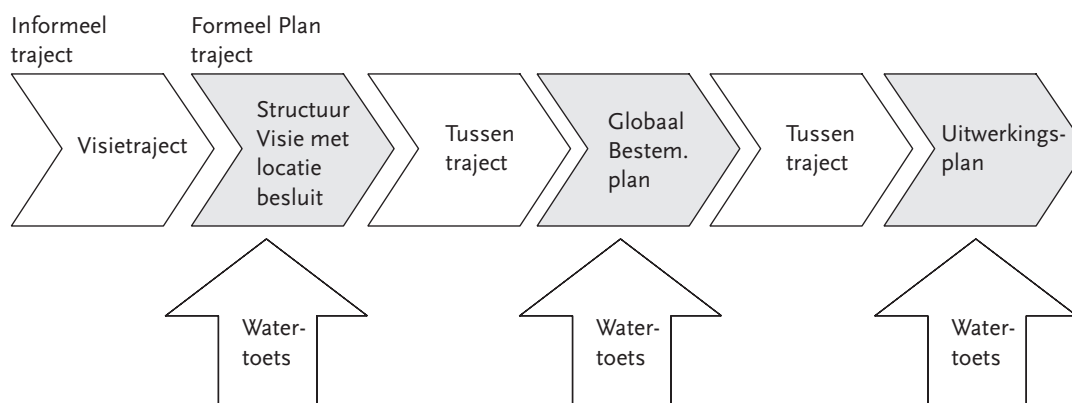 Informeel
traject
Formeel Plan
traject
Visietraject
Structuur
Visie met
locatie
besluit
Tussen
traject
Globaal
Bestem.
plan
Tussen
traject
Uitwerkings-
plan
Water-
toets
Water-
toets
Water-
toets